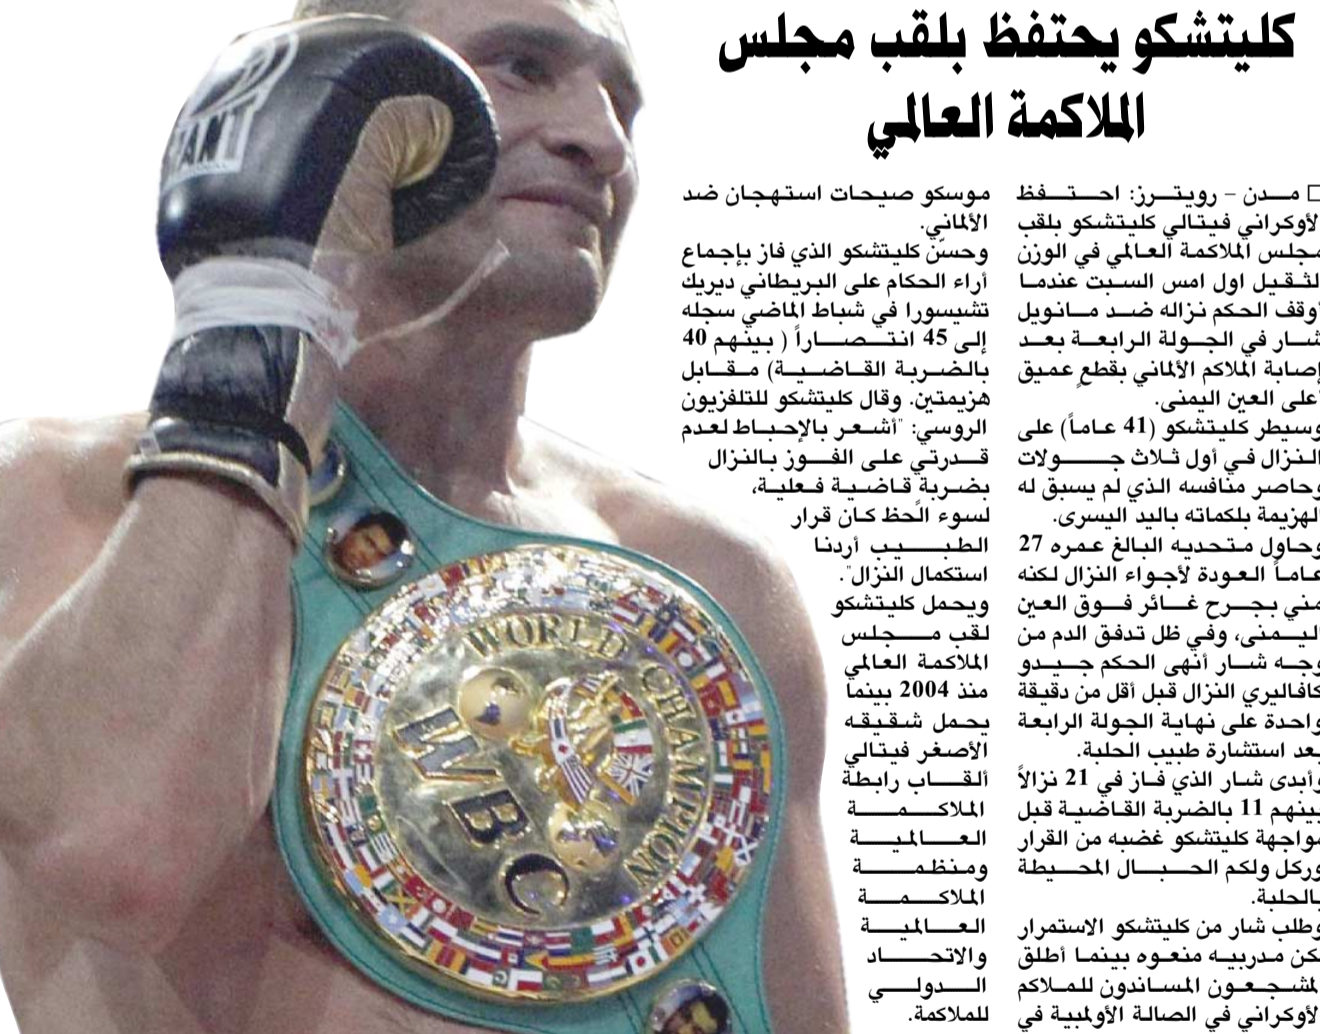 كليتشكو يحتفظ بلقب مجلس
الملاكمة العالمي
□ مدن – رويترز: احتفظ
الأوكراني فيتالي كليتشكو بلقب
مجلس الملاكمة العالمي في الوزن
الثقيل اول امس السبت عندما
أوقف الحكم نزاله ضد مانويل
شار في الجولة الرابعة بعد
إصابة الملاكم الألماني بقطع عميق
أعلى العين اليمنى.
وسيطر كليتشكو (41 عاماً) على
النزال في أول ثلاث جولات
وحاصر منافسه الذي لم يسبق له
الهزيمة بلكماته باليد اليسرى.
وحاول متحديه البالغ عمره 27
عاماً العودة لأجواء النزال لكنه
مني بجرح غائر فوق العين
اليمنى، وفي ظل تدفق الدم من
وجه شار أنهى الحكم جيدو
كافاليري النزال قبل أقل من دقيقة
واحدة على نهاية الجولة الرابعة
بعد استشارة طبيب الحلبة.
وأبدى شار الذي فاز في 21 نزالاً
بينهم 11 بالضربة القاضية قبل
مواجهة كليتشكو غضبه من القرار
وركل ولكم الحبال المحيطة
بالحلبة.
وطلب شار من كليتشكو الاستمرار
لكن مدربيه منعوه بينما أطلق
المشجعون المساندون للملاكم
الأوكراني في الصالة الأولمبية في
موسكو صيحات استهجان ضد
الألماني.
وحسّن كليتشكو الذي فاز بإجماع
أراء الحكام على البريطاني ديريك
تشيسورا في شباط الماضي سجله
إلى 45 انتصاراً ( بينهم 40
بالضربة القاضية) مقابل
هزيمتين. وقال كليتشكو للتلفزيون
الروسي: "أشعر بالإحباط لعدم
قدرتي على الفوز بالنزال
بضربة قاضية فعلية،
لسوء الحظ كان قرار
الطبيب أردنا
استكمال النزال".
ويحمل كليتشكو
لقب مجلس
الملاكمة العالمي
منذ 2004 بينما
يحمل شقيقه
الأصغر فيتالي
ألقاب رابطة
الملاكمة
العالمية
ومنظمة
الملاكمة
العالمية
والاتحاد
الدولي
للملاكمة.
WORLD CHAMPION
WBC